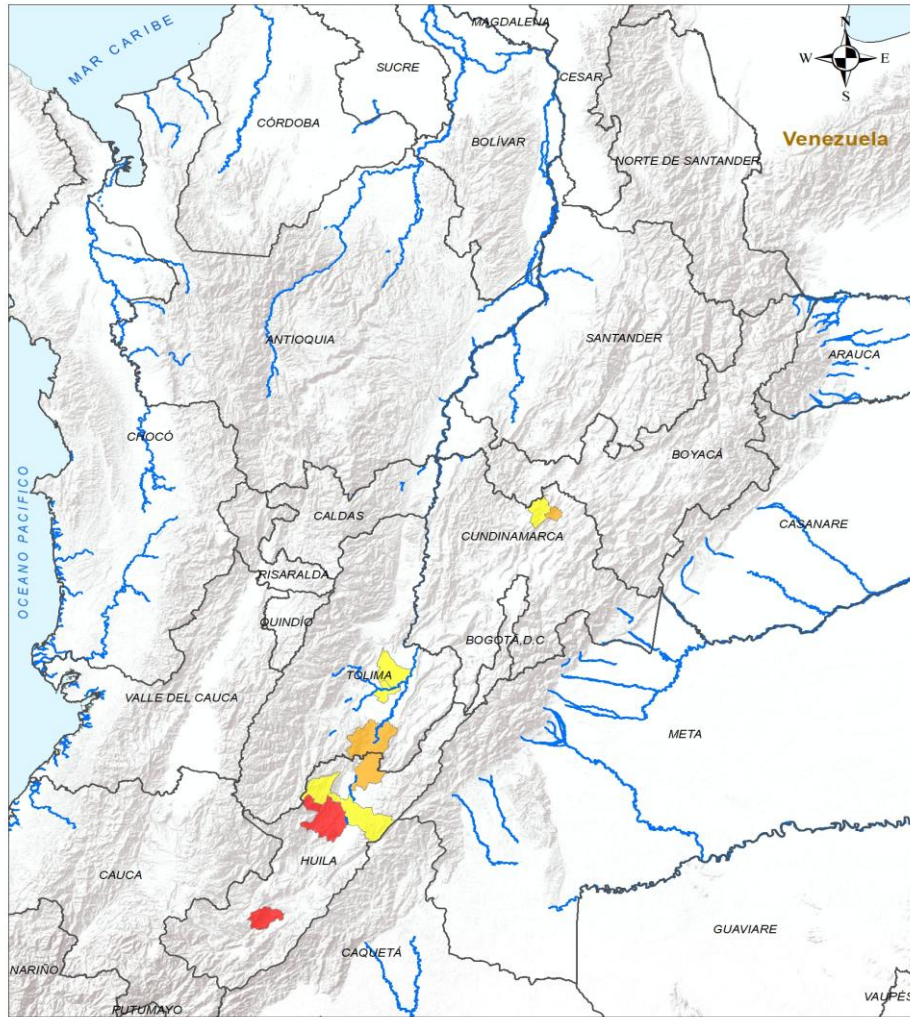 MAGDALENA
MAR CARIBE
N
W
E
S
SUCRE
CESAR
CÓRDOBA
BOLÍVAR
Venezuela
NORTE DE SANTANDER
ANTIOQUIA
SANTANDER
ARAUCA
CHOCÓ
BOYACÁ
OCEANO PACIFICO
CALDAS
CASANARE
CUNDINAMARCA
RISARALDA
QUINDÍO
BOGOTÁ, D.C
TOLIMA
VALLE DEL CAUCA
META
HUILA
CAUCA
GUAVIARE
CAQUETÁ
NARIÑO
PUTUMAYO
VAUPÉS